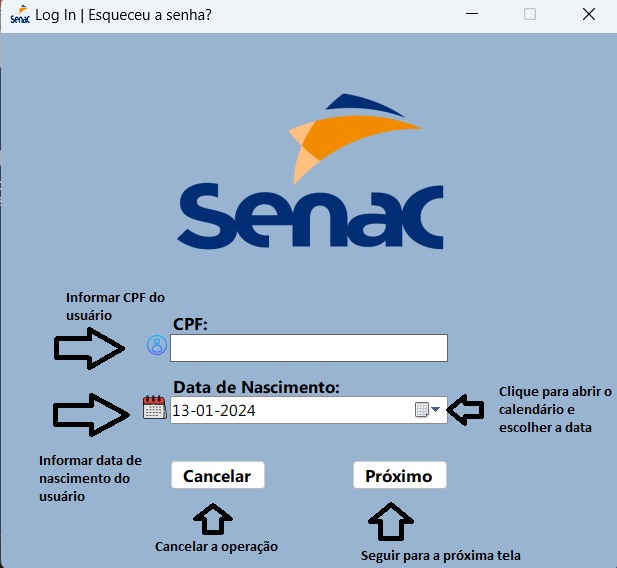 Senac Log In | Esqueceu a senha?
Senac
Informar CPF do
usuário
CPF:
Data de Nascimento:
13-01-2024
Clique para abrir o
calendário e
escolher a data
Informar data de
nascimento do
usuário
Cancelar
Próximo
Cancelar a operação
Seguir para a próxima tela